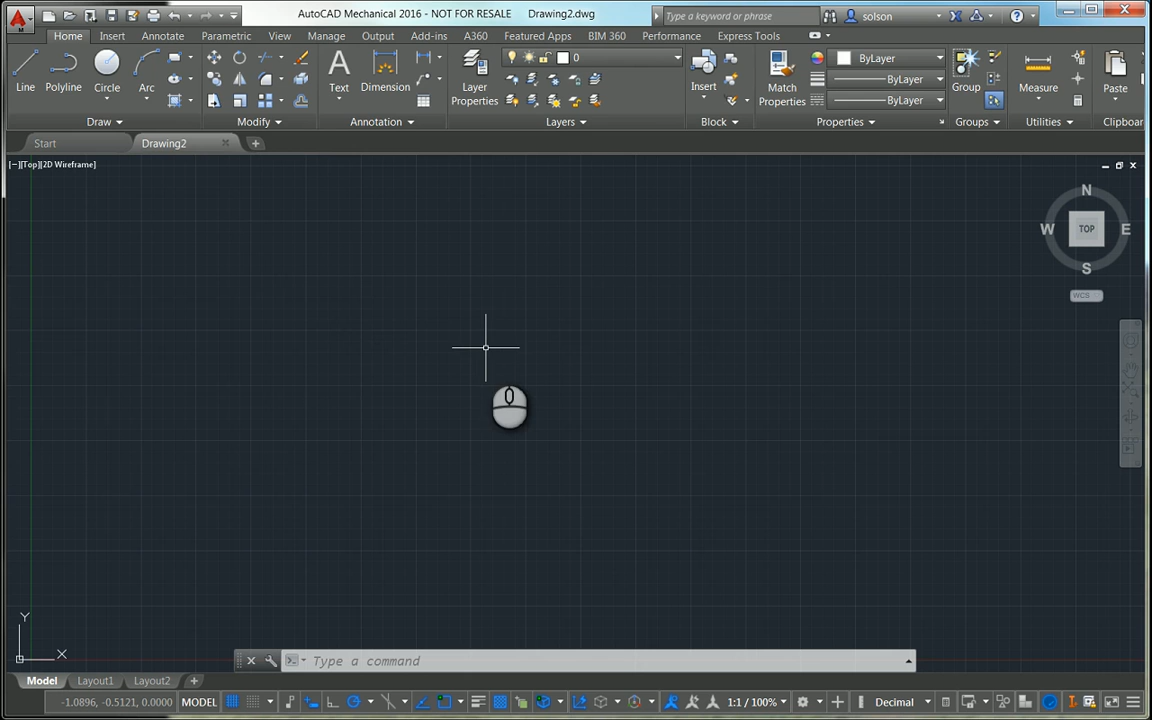 AutoCAD Mechanical 2016 - NOT FOR RESALE Drawing2.dwg
Type a keyword or phrase
solson
Home Insert Annotate Parametric View Manage Output Add-ins A360 Featured Apps BIM 360 Performance Express Tools
Line Polyline Circle Arc
Text Dimension
Layer Properties
0
Insert
Match Properties
ByLayer
ByLayer
ByLayer
Group
Measure
Paste
Draw Modify Annotation Layers Block Properties Groups Utilities Clipboard
Start Drawing2
[−][Top][2D Wireframe]
N
W TOP E
S
WCS
Y
X
Type a command
Model Layout1 Layout2
-1.0896, -0.5121, 0.0000 MODEL 1:1 / 100% Decimal